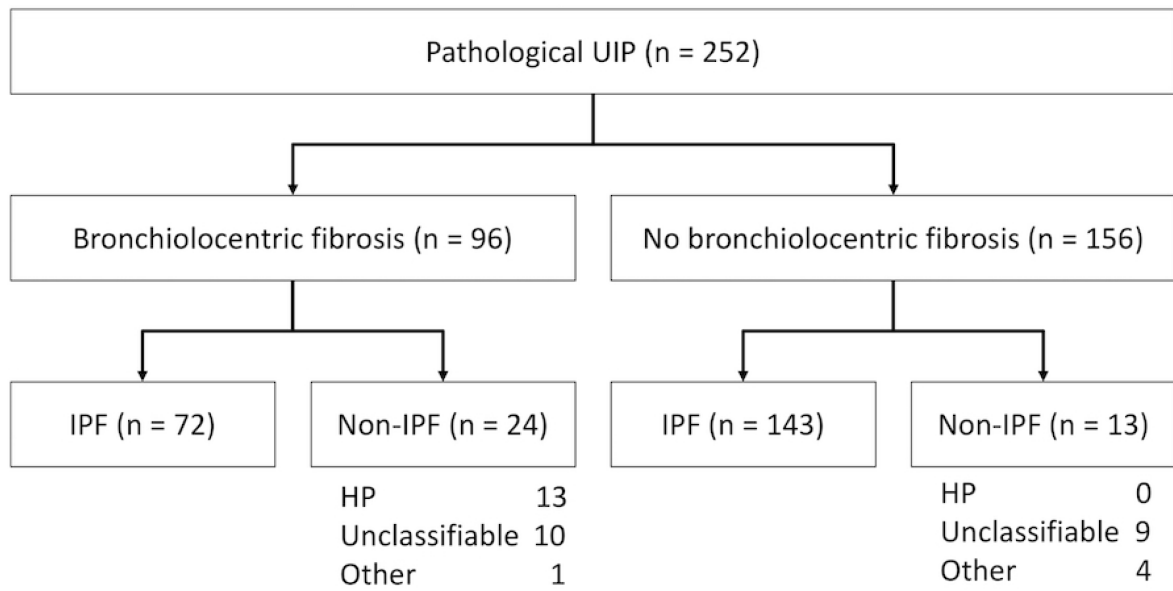 Pathological UIP (n = 252)
Bronchiolocentric fibrosis (n = 96)
No bronchiolocentric fibrosis (n = 156)
IPF (n = 72)
Non-IPF (n = 24)
IPF (n = 143)
Non-IPF (n = 13)
HP 13
Unclassifiable 10
Other 1
HP 0
Unclassifiable 9
Other 4